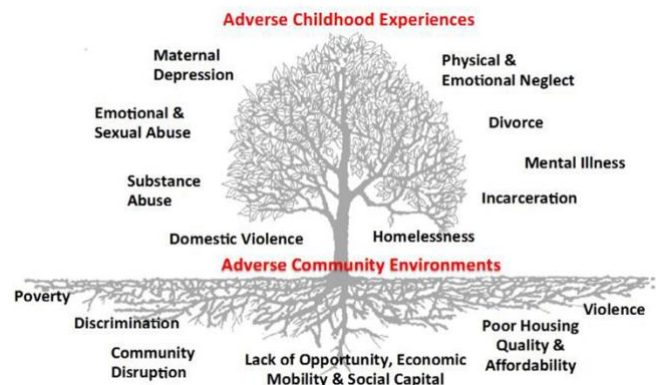 Adverse Childhood Experiences
Maternal
Depression
Physical &
Emotional Neglect
Emotional &
Sexual Abuse
Divorce
Mental Illness
Substance
Abuse
Incarceration
Domestic Violence
Homelessness
Adverse Community Environments
Poverty
Violence
Discrimination
Poor Housing
Quality &
Affordability
Community
Disruption
Lack of Opportunity, Economic
Mobility & Social Capital